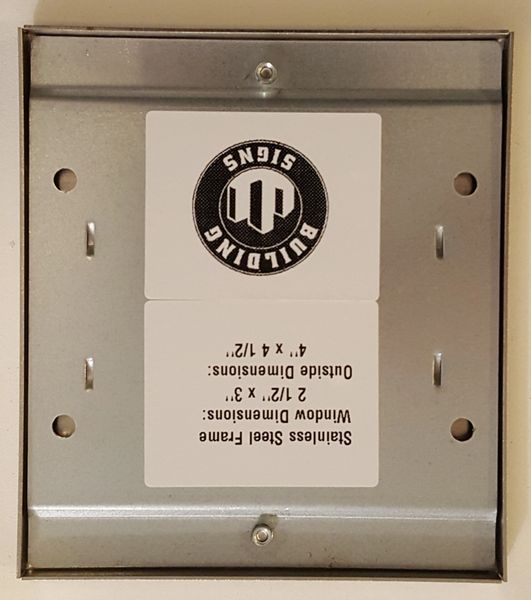 Stainless Steel Frame
Window Dimensions:
2 1/2" x 3"
Outside Dimensions:
4" x 4 1/2"
BUILDING
SIGNS